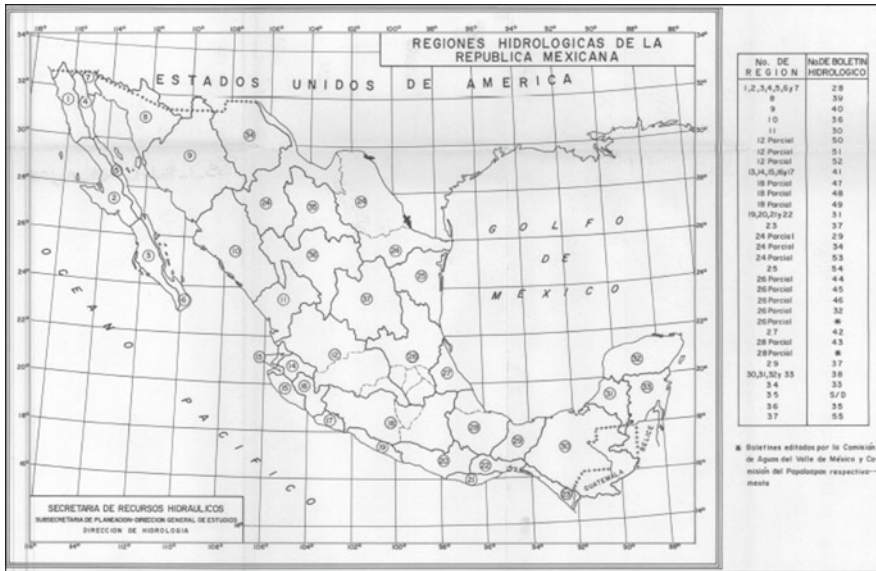 REGIONES HIDROLOGICAS DE LA
REPUBLICA MEXICANA
ESTADOS UNIDOS DE AMERICA
GOLFO
DE
MEXICO
OCEANO PACIFICO
BELICE
GUATEMALA
SECRETARIA DE RECURSOS HIDRAULICOS
SUBSECRETARIA DE PLANEACION-DIRECCION GENERAL DE ESTUDIOS
DIRECCION DE HIDROLOGIA
No. DE REGION No. DE BOLETIN HIDROLOGICO
1,2,3,4,5,6y7 28
8 39
9 40
10 36
11 30
12 Parcial 50
12 Parcial 51
12 Parcial 52
13,14,15,16y17 41
18 Parcial 47
18 Parcial 48
18 Parcial 49
19,20,21y22 31
23 37
24 Parcial 29
24 Parcial 34
24 Parcial 53
25 54
26 Parcial 44
26 Parcial 45
26 Parcial 46
26 Parcial 32
26 Parcial *
27 42
28 Parcial 43
28 Parcial *
29 37
30,31,32y 33 38
34 33
35 S/D
36 35
37 55
* Boletines editados por la Comisión
de Aguas del Valle de México y Co-
misión del Papaloapan respectiva--
mente